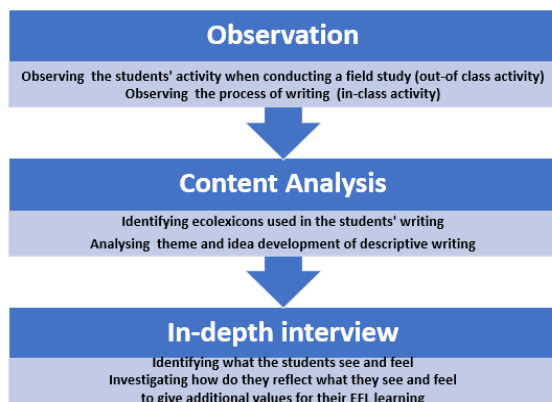 Observation
Observing the students' activity when conducting a field study (out-of class activity)
Observing the process of writing (in-class activity)
Content Analysis
Identifying ecolexicons used in the students' writing
Analysing theme and idea development of descriptive writing
In-depth interview
Identifying what the students see and feel
Investigating how do they reflect what they see and feel
to give additional values for their EFL learning